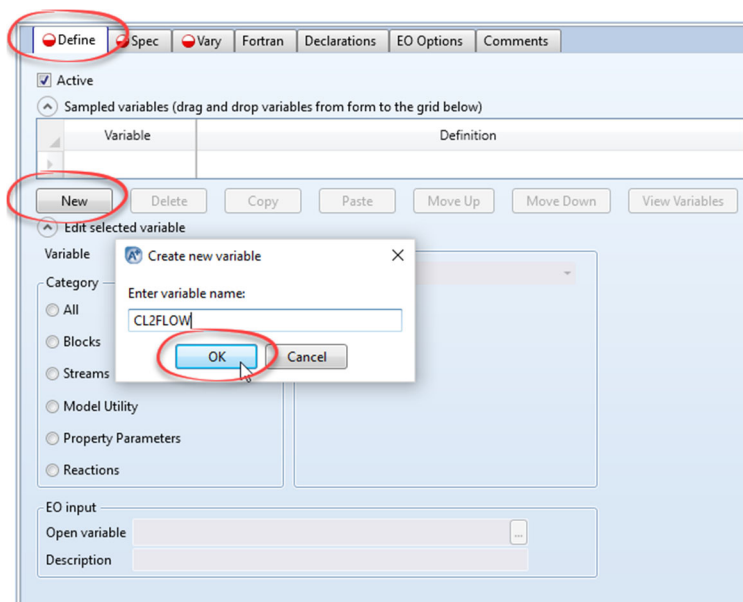 Define Spec Vary Fortran Declarations EO Options Comments
Active
Sampled variables (drag and drop variables from form to the grid below)
Variable Definition
New Delete Copy Paste Move Up Move Down View Variables
Edit selected variable
Variable
Create new variable
Enter variable name:
CL2FLOW
OK Cancel
Category
All
Blocks
Streams
Model Utility
Property Parameters
Reactions
EO input
Open variable ...
Description